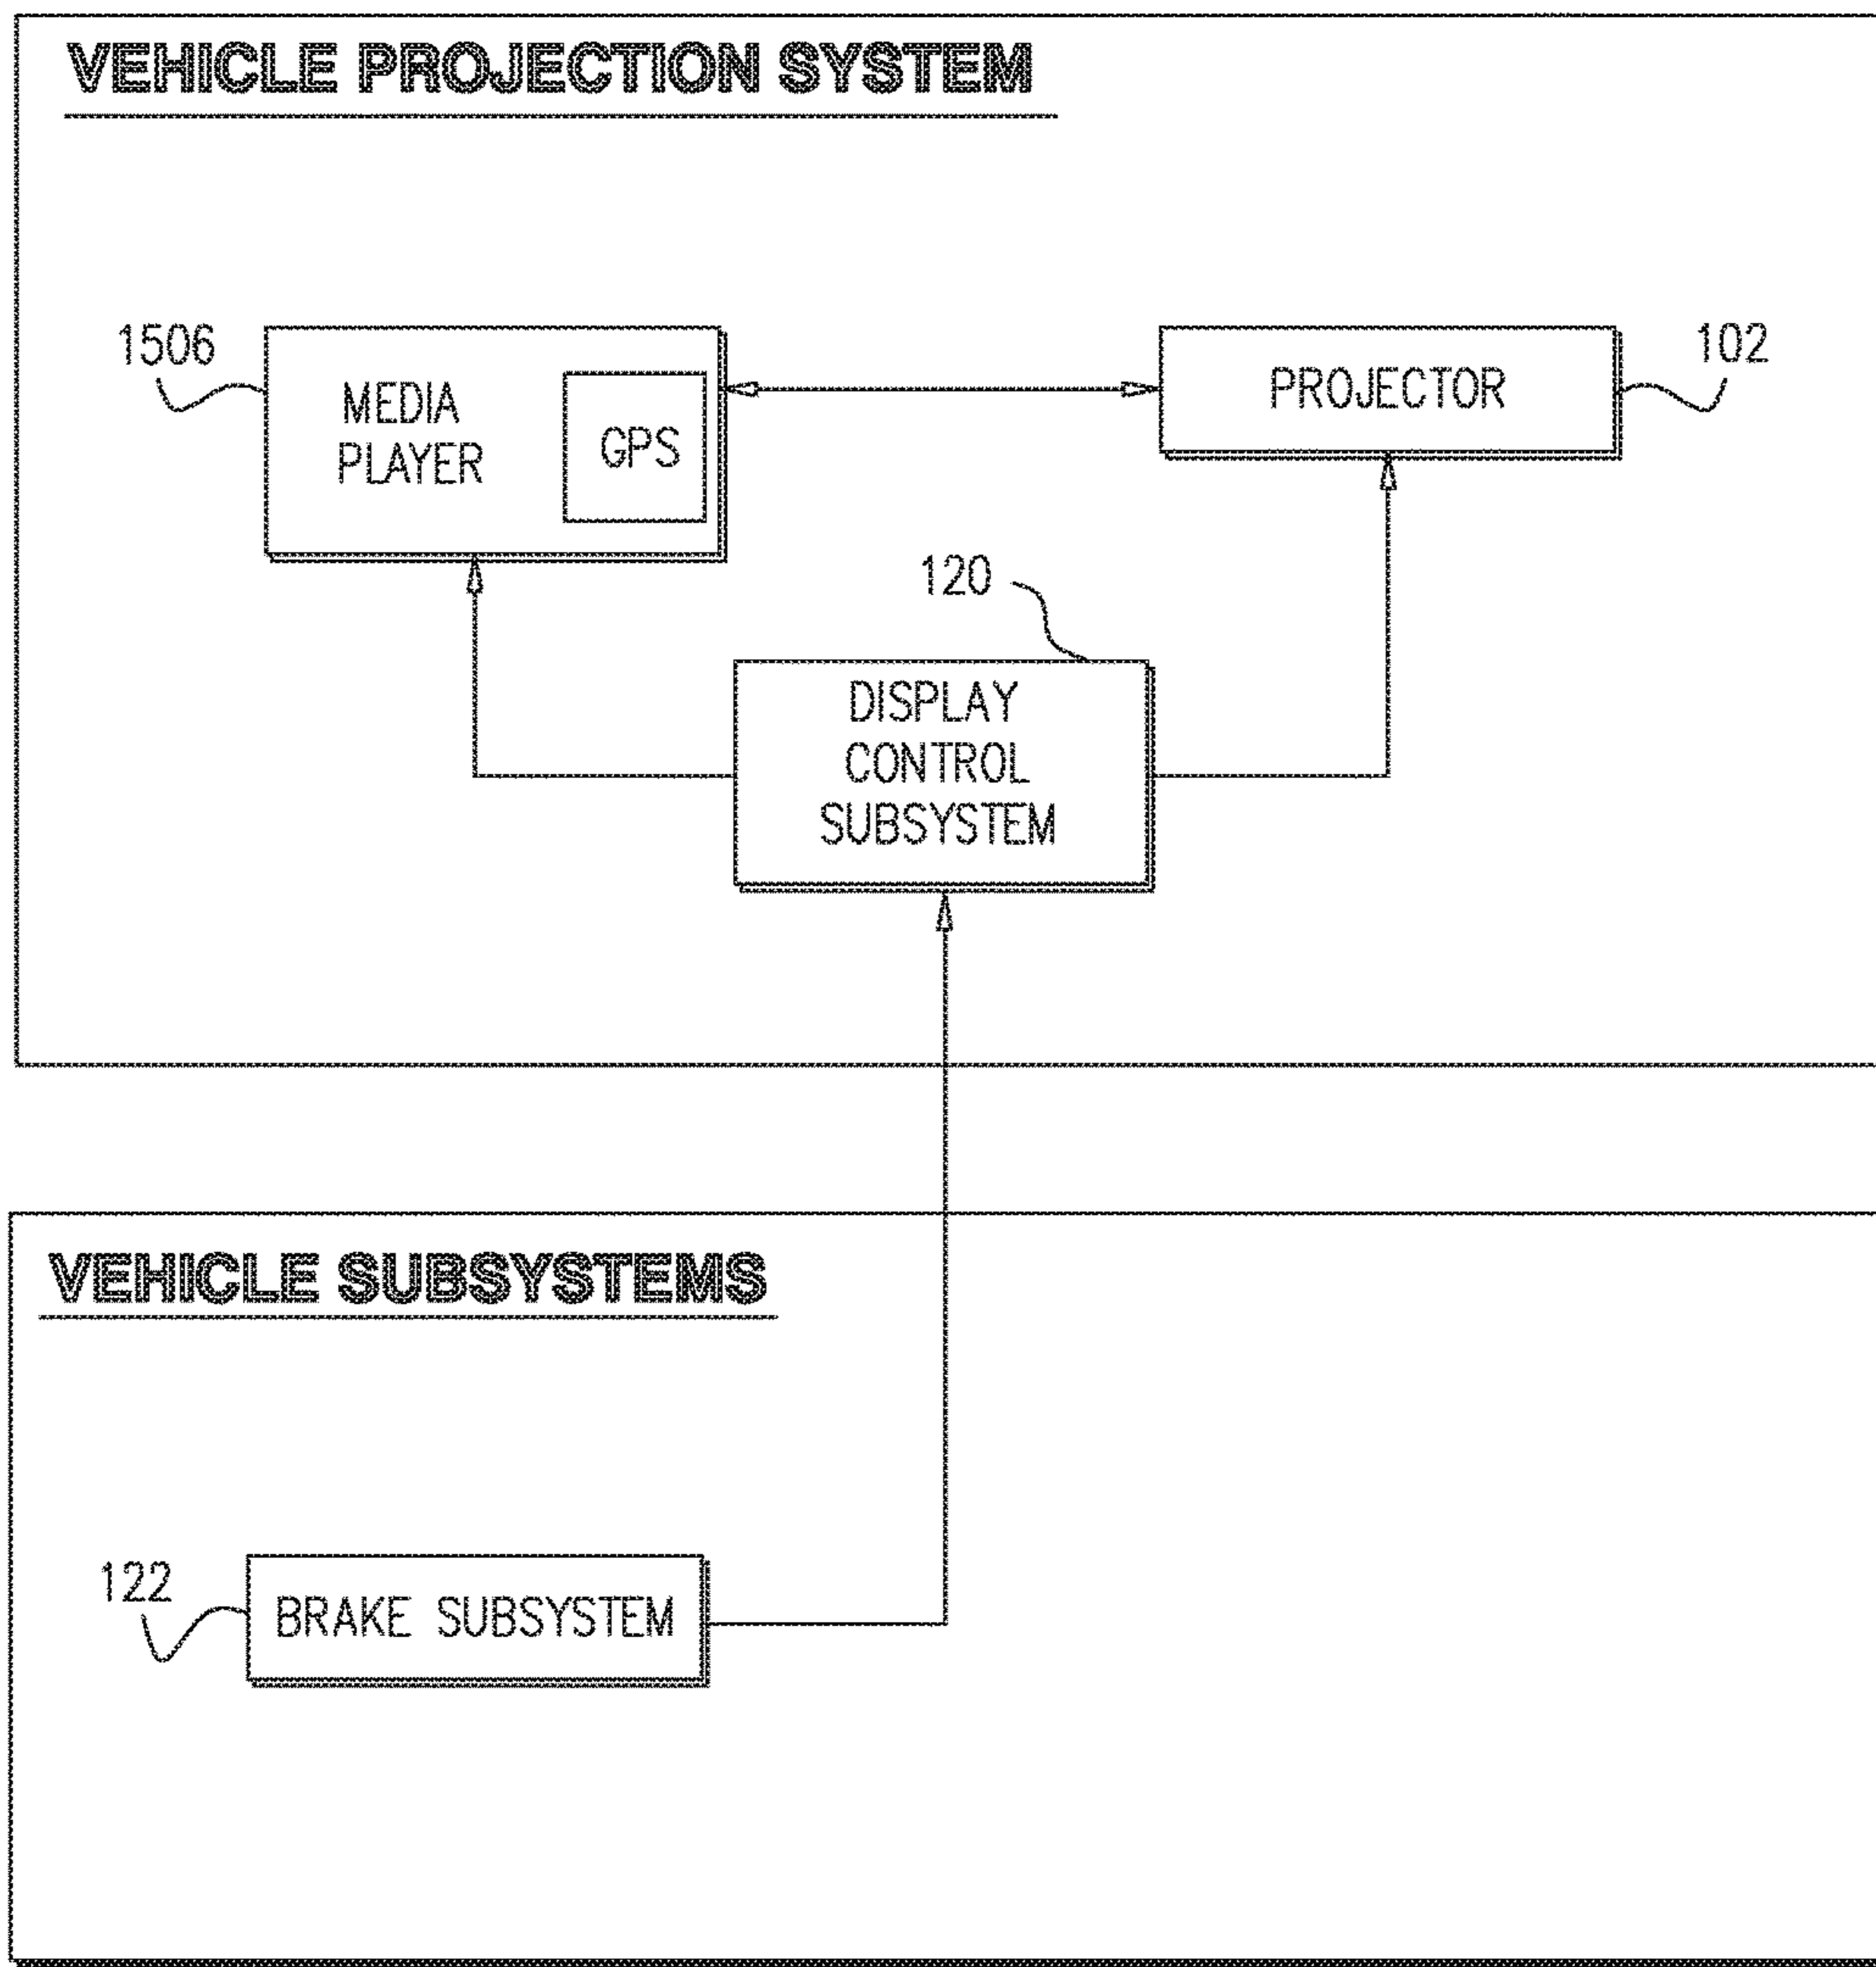 VEHICLE PROJECTION SYSTEM
1506
MEDIA
PLAYER
GPS
PROJECTOR
102
120
DISPLAY
CONTROL
SUBSYSTEM
VEHICLE SUBSYSTEMS
122
BRAKE SUBSYSTEM